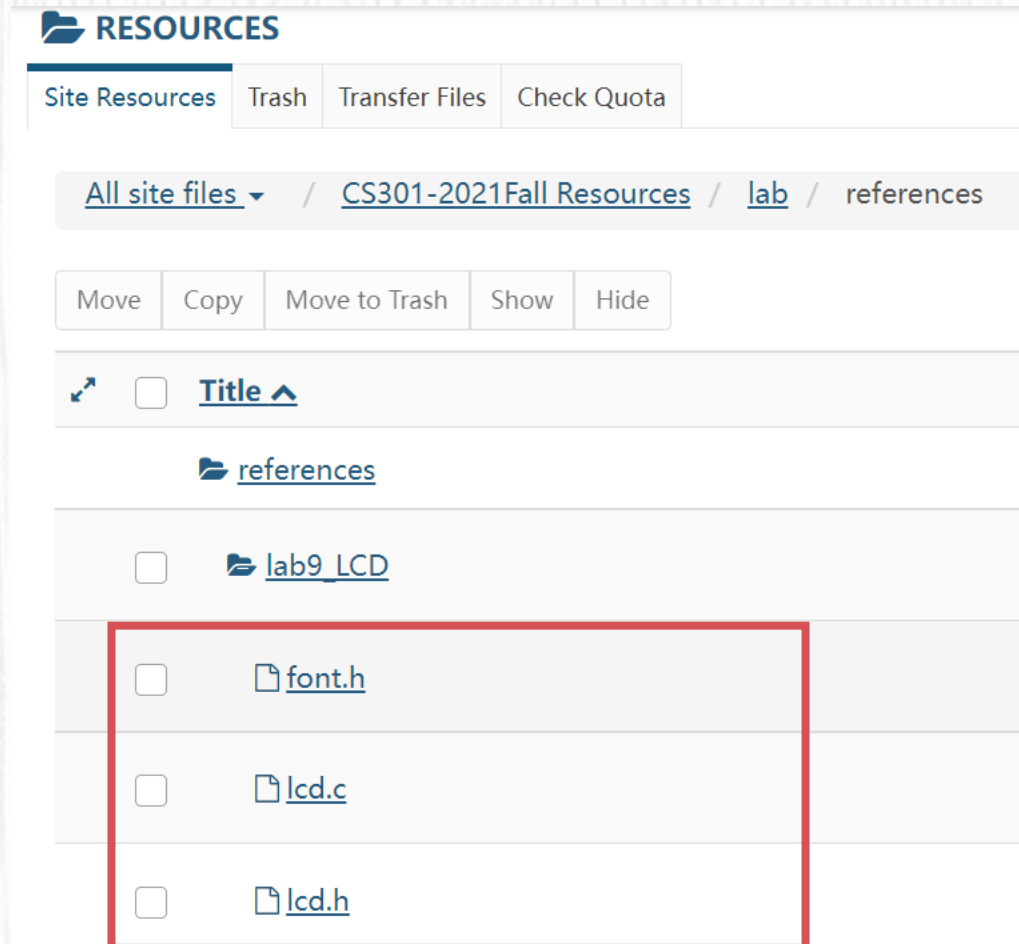 RESOURCES
Site Resources Trash Transfer Files Check Quota
All site files / CS301-2021Fall Resources / lab / references
Move Copy Move to Trash Show Hide
Title
references
lab9_LCD
font.h
lcd.c
lcd.h